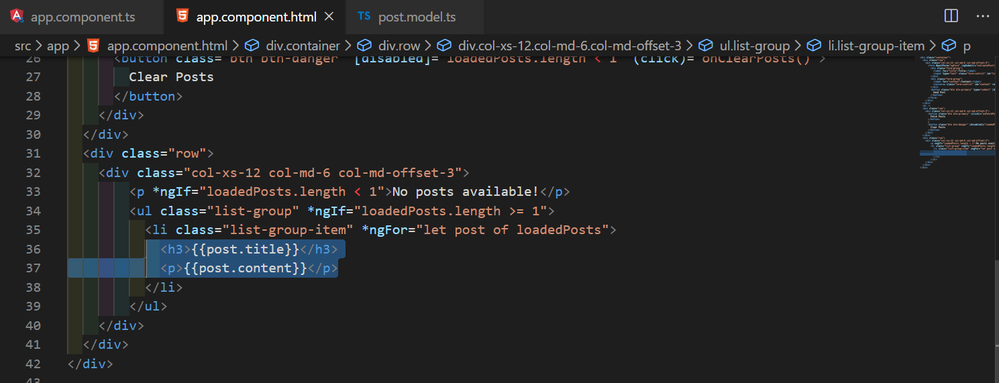 app.component.ts app.component.html TS post.model.ts
src app app.component.html div.container div.row div.col-xs-12.col-md-6.col-md-offset-3 ul.list-group li.list-group-item p
26 <button class="btn btn-danger" [disabled]="loadedPosts.length < 1" (click)="onClearPosts()">
27 Clear Posts
28 </button>
29 </div>
30 </div>
31 <div class="row">
32 <div class="col-xs-12 col-md-6 col-md-offset-3">
33 <p *ngIf="loadedPosts.length < 1">No posts available!</p>
34 <ul class="list-group" *ngIf="loadedPosts.length >= 1">
35 <li class="list-group-item" *ngFor="let post of loadedPosts">
36 <h3>{{post.title}}</h3>
37 <p>{{post.content}}</p>
38 </li>
39 </ul>
40 </div>
41 </div>
42 </div>
43